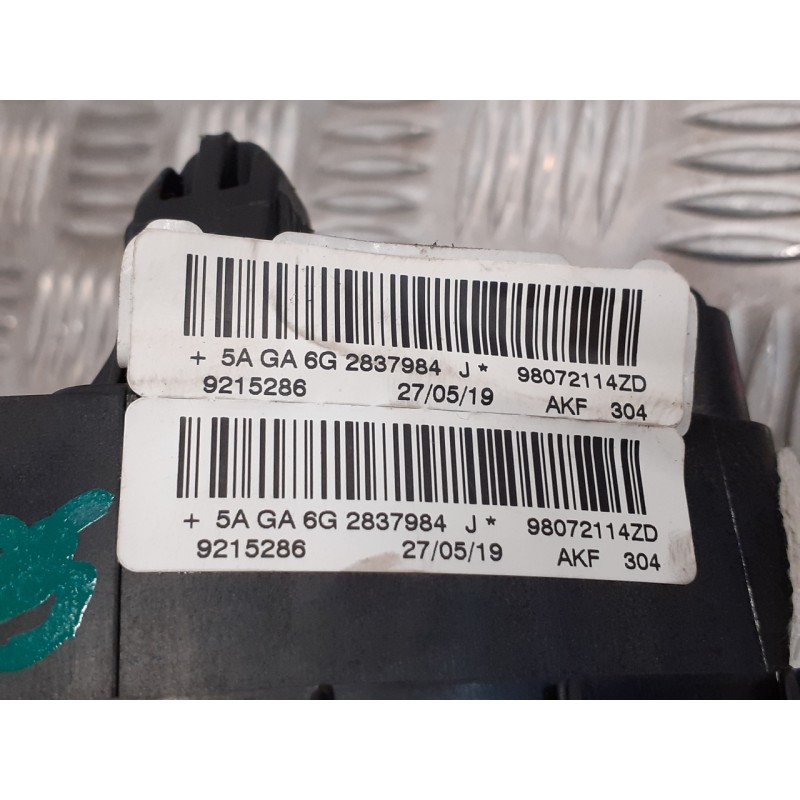 + 5A GA 6G 2837984 J * 98072114ZD
9215286 27/05/19 AKF 304
+ 5A GA 6G 2837984 J * 98072114ZD
9215286 27/05/19 AKF 304